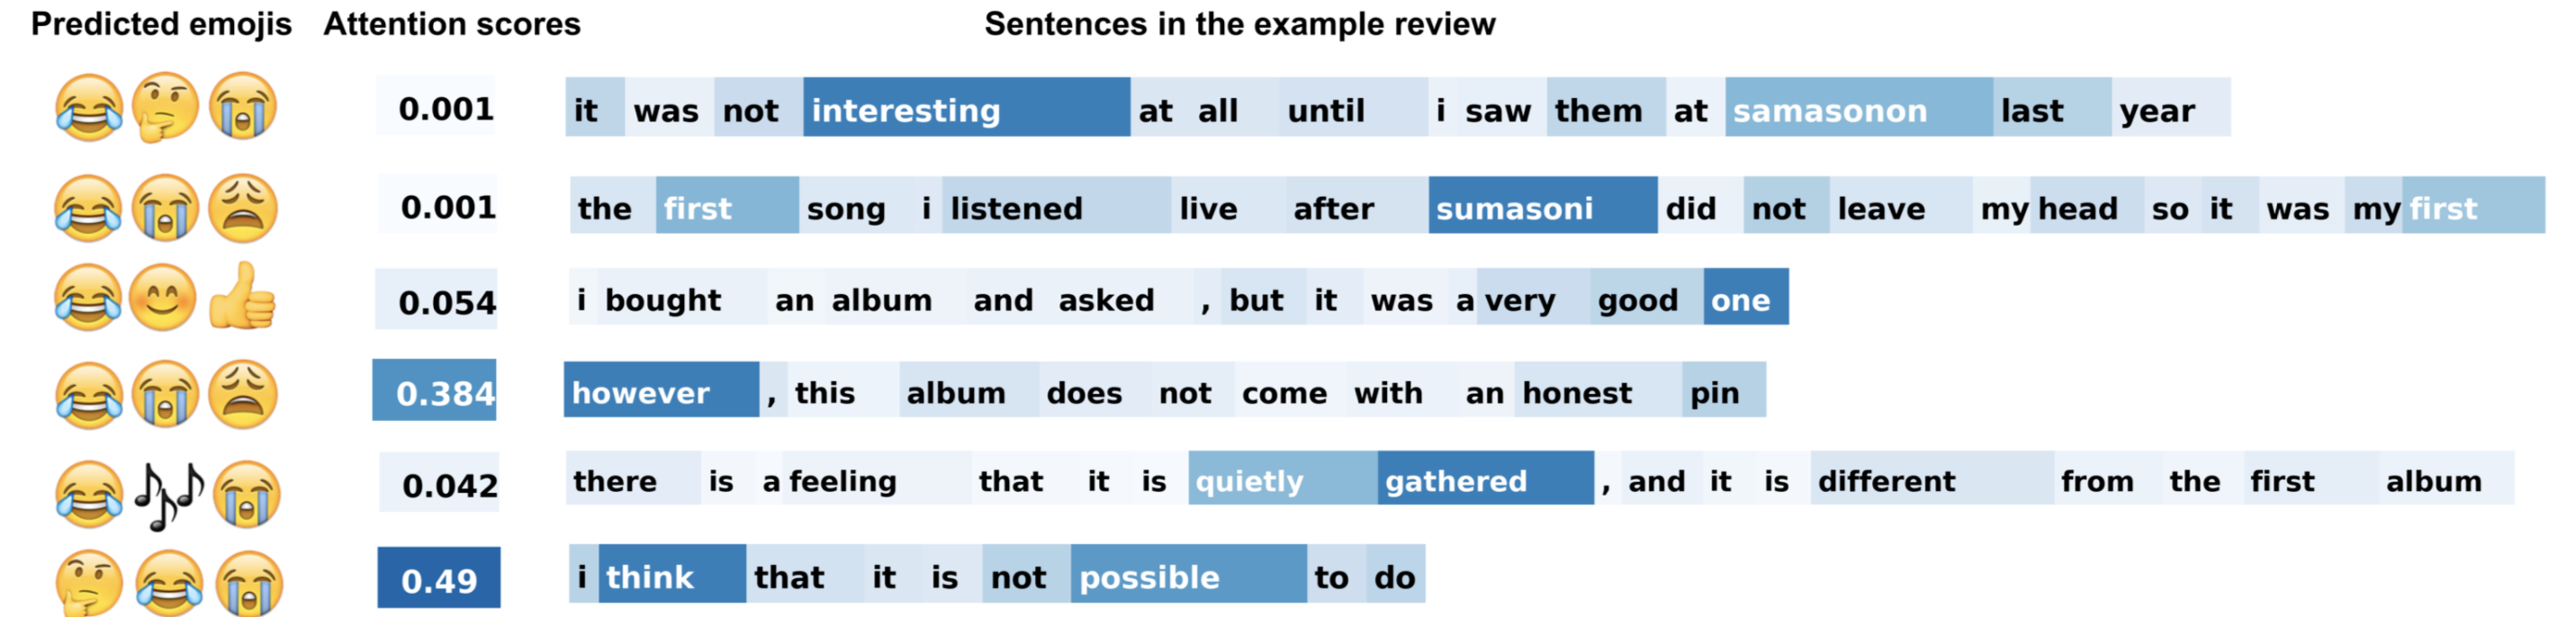 Predicted emojis Attention scores Sentences in the example review
0.001 it was not interesting at all until i saw them at samasonon last year
0.001 the first song i listened live after sumasoni did not leave my head so it was my first
0.054 i bought an album and asked , but it was a very good one
0.384 however , this album does not come with an honest pin
0.042 there is a feeling that it is quietly gathered , and it is different from the first album
0.49 i think that it is not possible to do